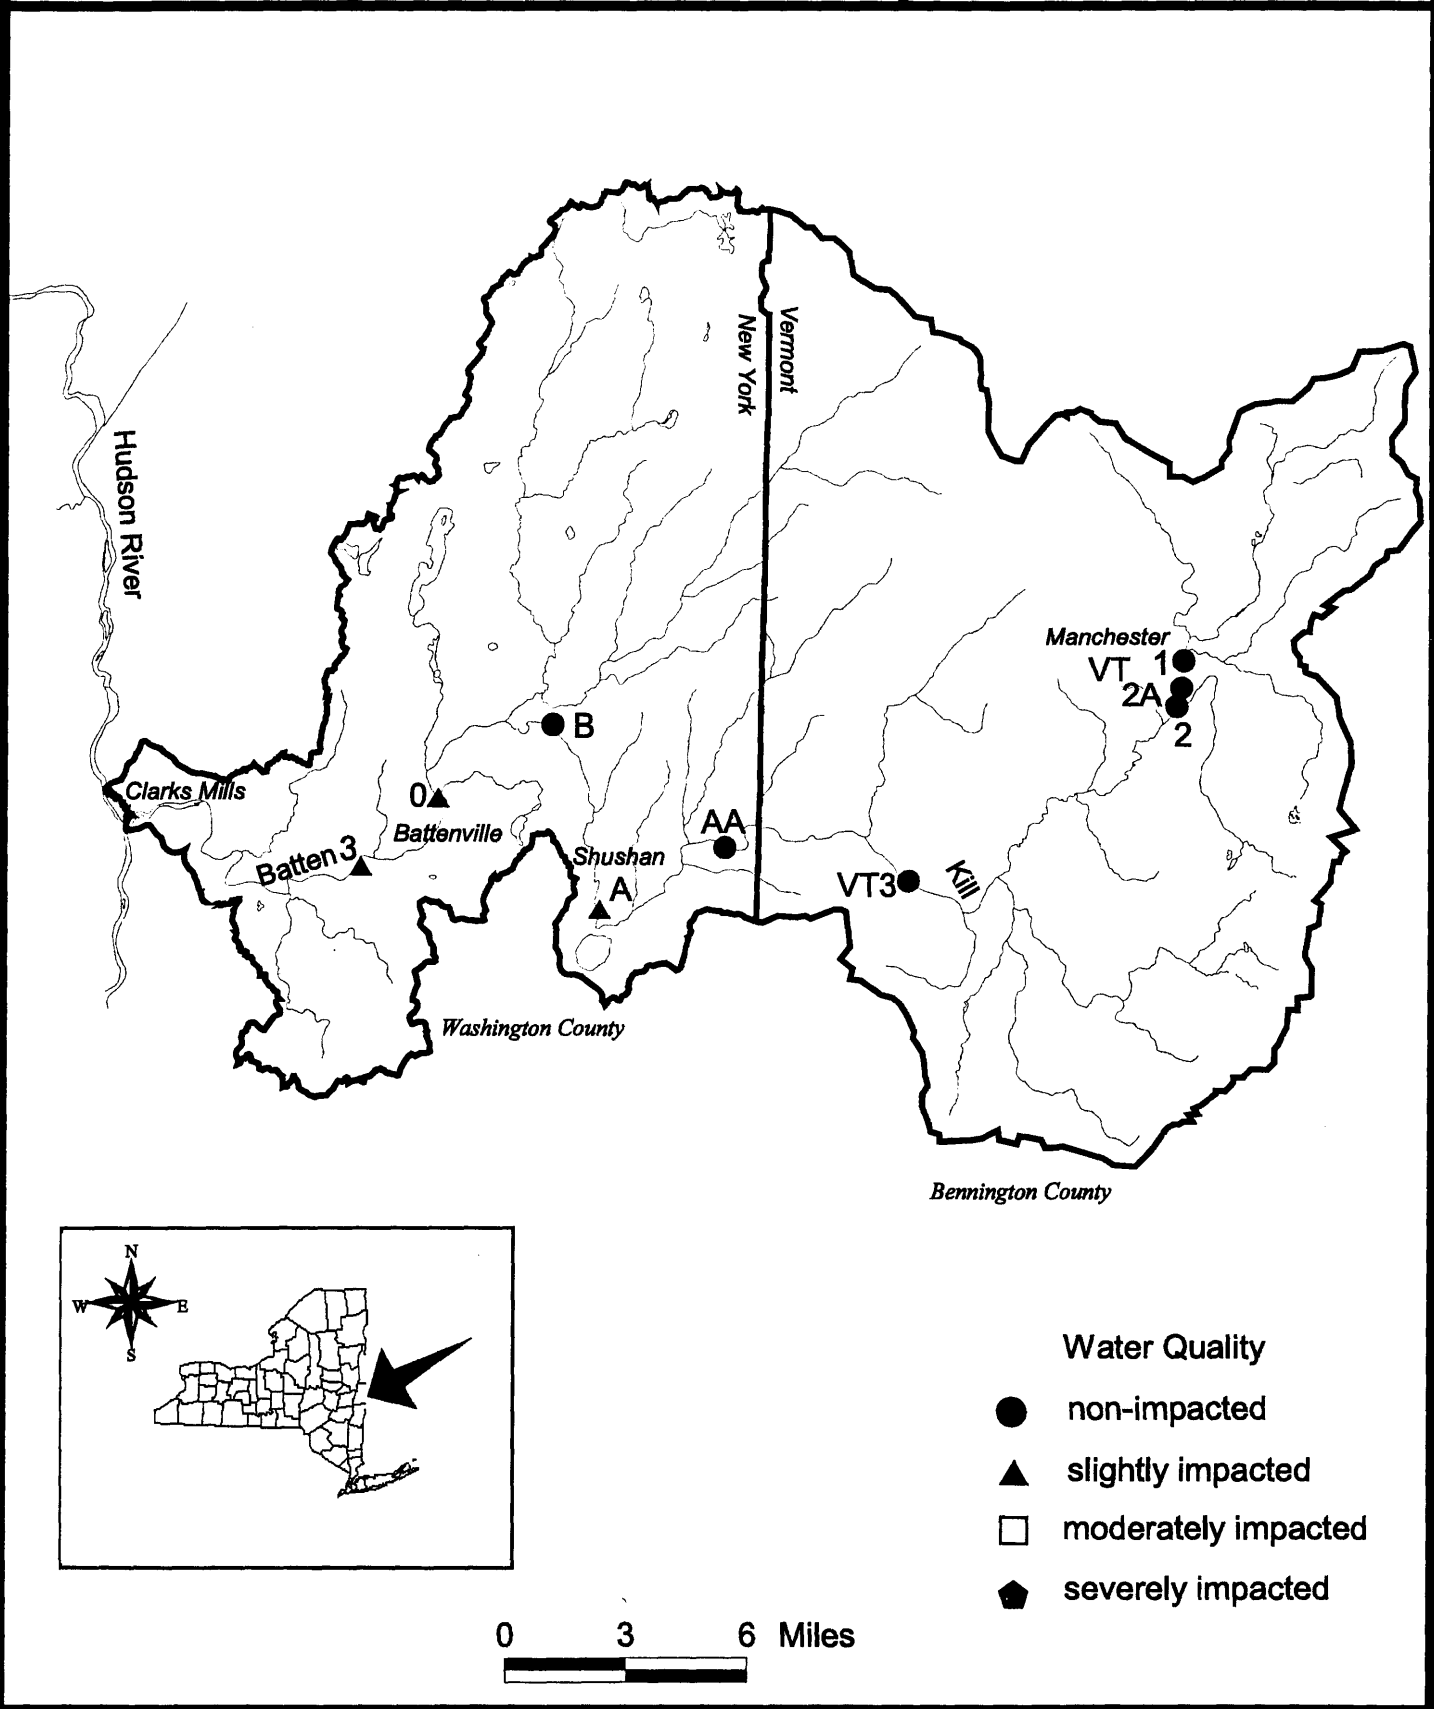 Vermont
New York
Hudson River
Manchester
VT 1
2A
2
B
Clarks Mills
0
Battenville
AA
Batten 3
Shushan
A
VT3
Kill
Washington County
Bennington County
N
W E
S
Water Quality
non-impacted
slightly impacted
moderately impacted
severely impacted
0 3 6 Miles